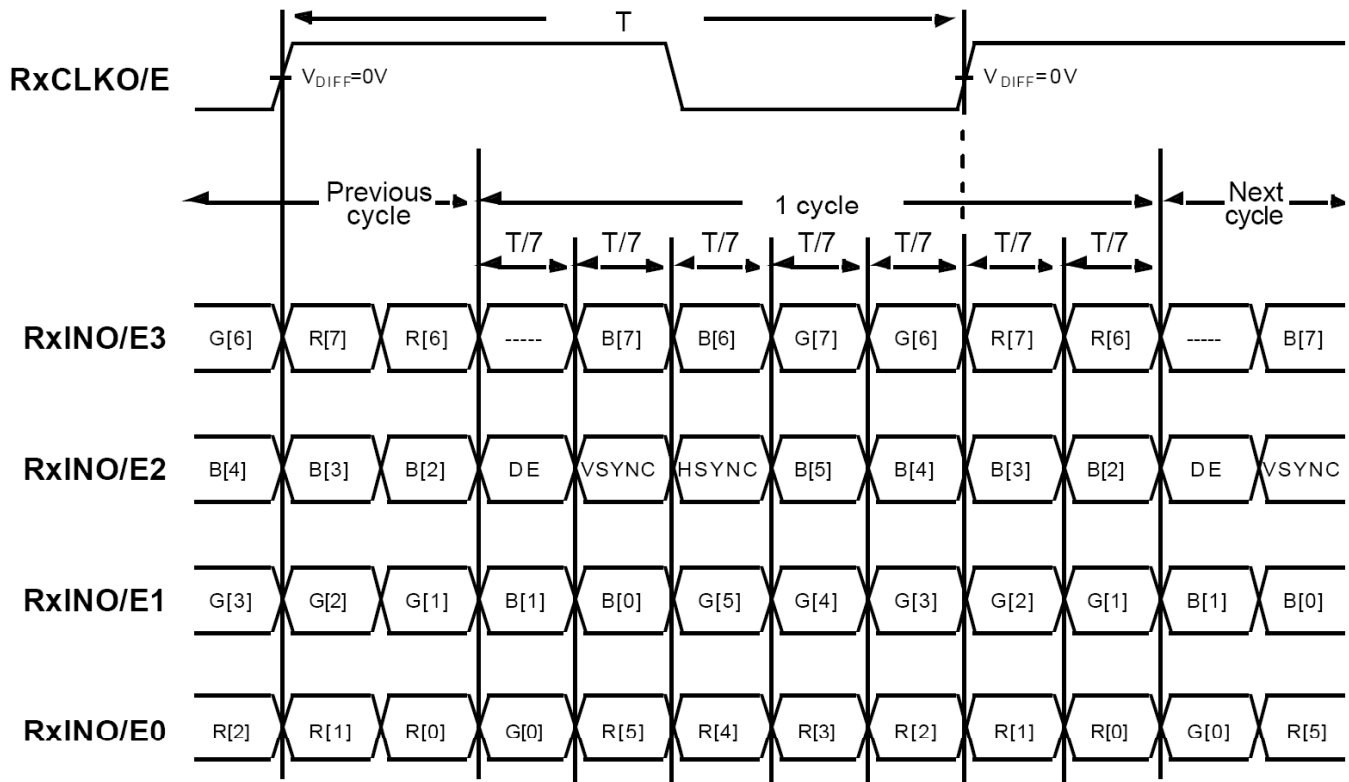 T
RxCLKO/E
VDIFF=0V
VDIFF=0V
Previous
cycle
1 cycle
Next
cycle
T/7 T/7 T/7 T/7 T/7 T/7 T/7
RxINO/E3 G[6] R[7] R[6] ----- B[7] B[6] G[7] G[6] R[7] R[6] ----- B[7]
RxINO/E2 B[4] B[3] B[2] DE VSYNC HSYNC B[5] B[4] B[3] B[2] DE VSYNC
RxINO/E1 G[3] G[2] G[1] B[1] B[0] G[5] G[4] G[3] G[2] G[1] B[1] B[0]
RxINO/E0 R[2] R[1] R[0] G[0] R[5] R[4] R[3] R[2] R[1] R[0] G[0] R[5]